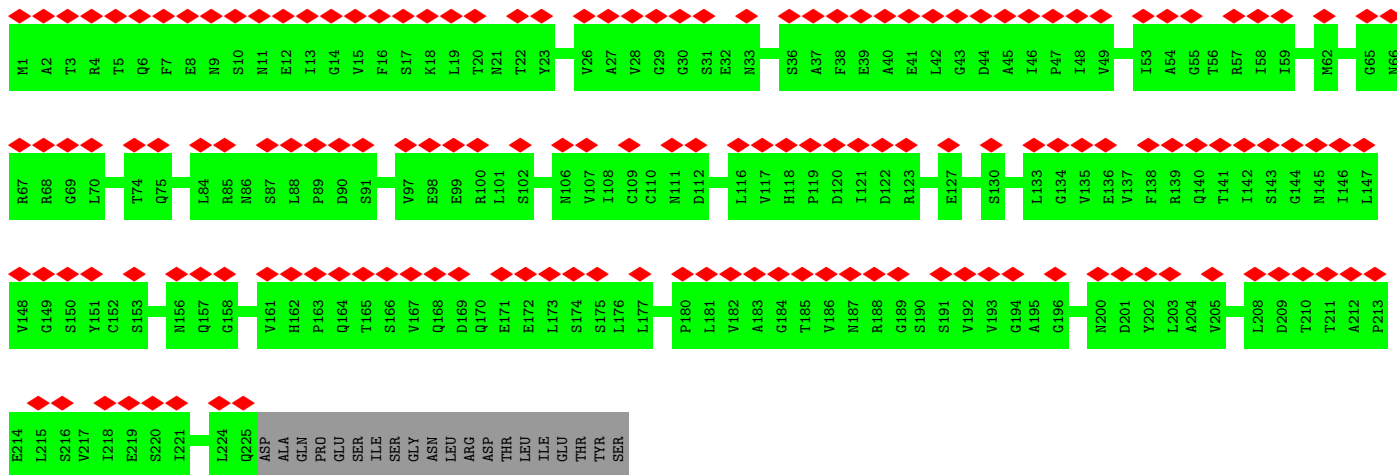 M1 A2 T3 R4 T5 Q6 F7 E8 N9 S10 N11 E12 I13 G14 V15 F16 S17 K18 L19 T20 N21 T22 Y23 V26 A27 V28 G29 G30 S31 E32 N33 S36 A37 F38 E39 A40 E41 L42 G43 D44 A45 I46 P47 I48 V49 I53 A54 G55 T56 R57 I58 I59 M62 G65 N66
R67 R68 G69 L70 T74 Q75 L84 R85 N86 S87 L88 P89 D90 S91 V97 E98 E99 R100 L101 S102 N106 V107 I108 C109 C110 N111 D112 L116 V117 H118 P119 D120 I121 D122 R123 E127 S130 L133 G134 V135 E136 V137 F138 R139 Q140 T141 I142 S143 G144 N145 I146 L147
V148 G149 S150 Y151 C152 S153 N156 Q157 G158 V161 H162 P163 Q164 T165 S166 V167 Q168 D169 Q170 E171 E172 L173 S174 S175 L176 L177 P180 L181 V182 A183 G184 T185 V186 N187 R188 G189 S190 S191 V192 V193 G194 A195 G196 N200 D201 Y202 L203 A204 V205 L208 D209 T210 T211 A212 P213
E214 L215 S216 V217 I218 E219 S220 I221 L224 Q225 ASP ALA GLN PRO GLU SER ILE SER GLY ASN LEU ARG ASP THR LEU ILE GLU THR TYR SER